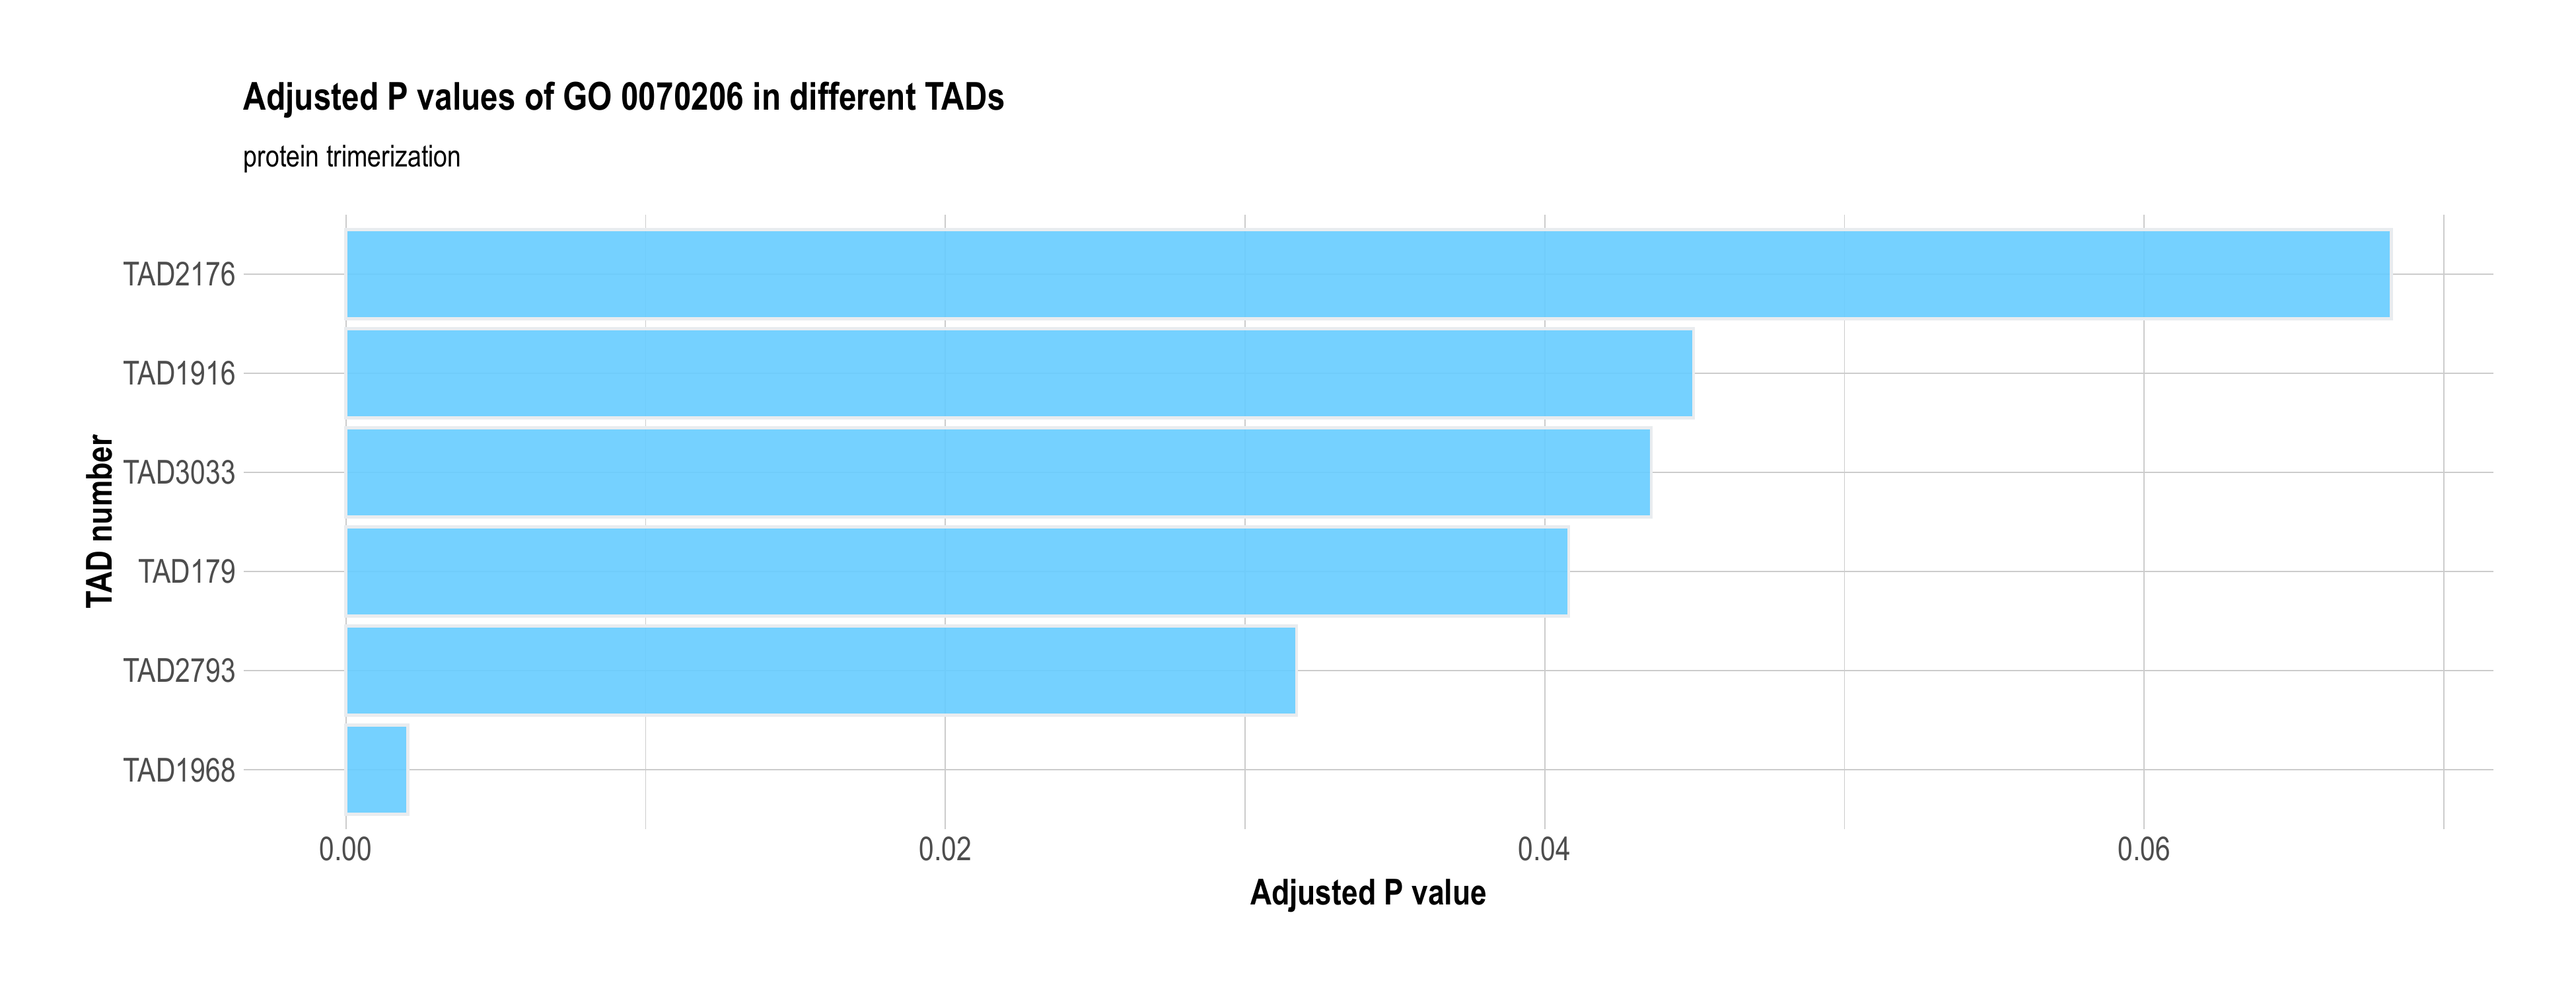 Adjusted P values of GO 0070206 in different TADs
protein trimerization
TAD number
TAD2176
TAD1916
TAD3033
TAD179
TAD2793
TAD1968
0.00 0.02 0.04 0.06
Adjusted P value